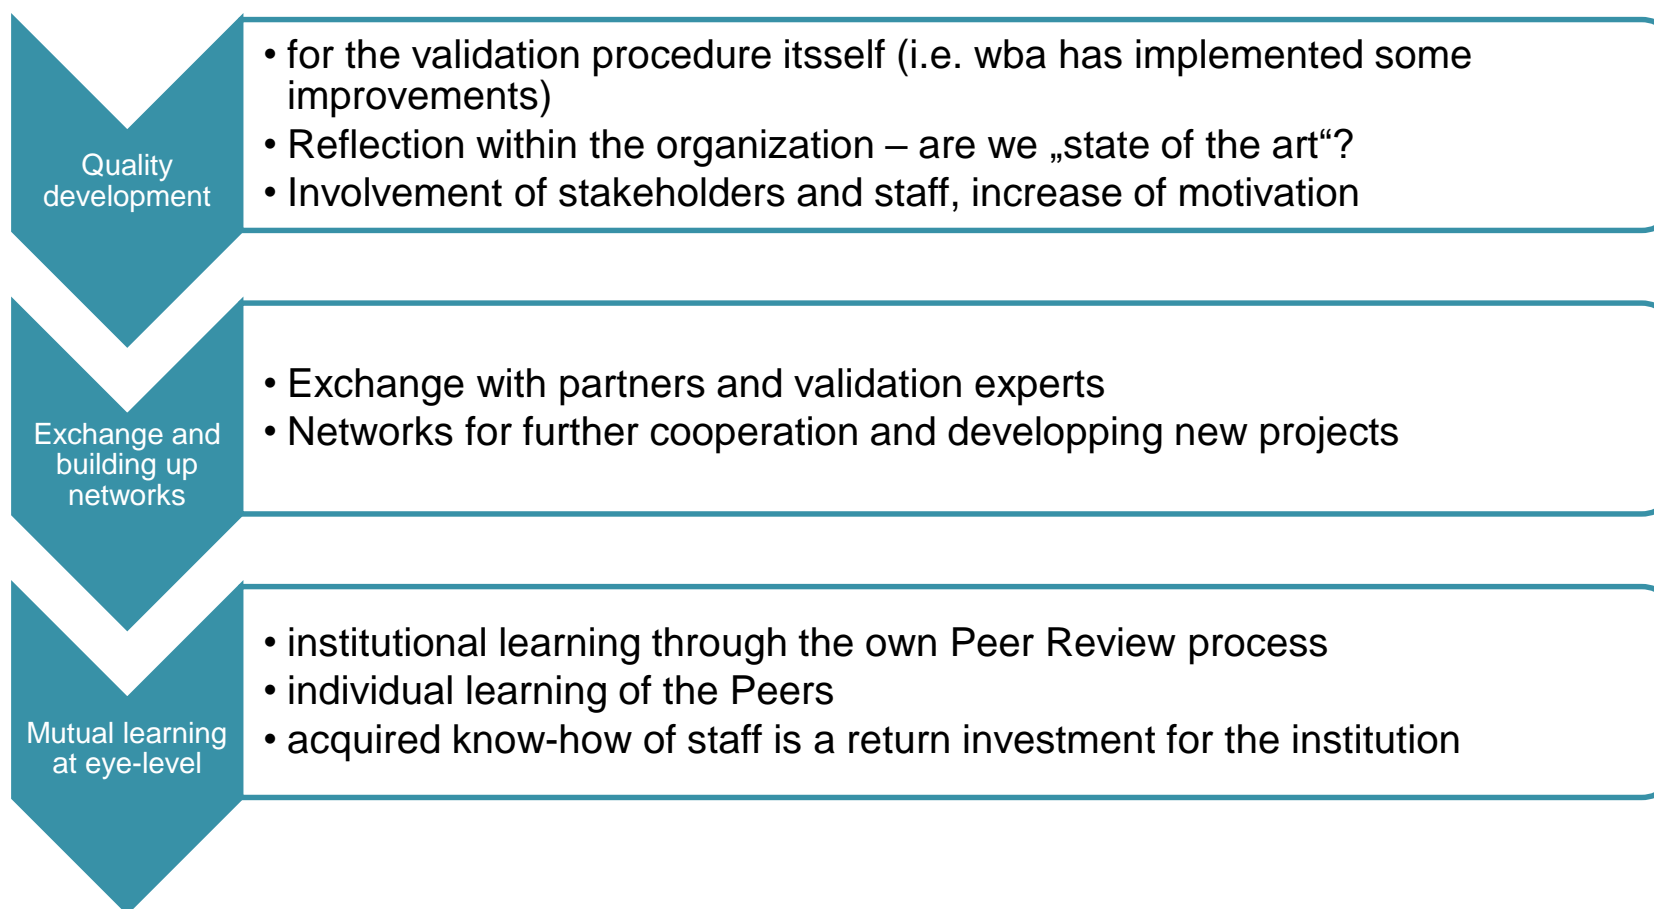 Quality
development
• for the validation procedure itsself (i.e. wba has implemented some
improvements)
• Reflection within the organization – are we „state of the art“?
• Involvement of stakeholders and staff, increase of motivation
Exchange and
building up
networks
• Exchange with partners and validation experts
• Networks for further cooperation and developping new projects
Mutual learning
at eye-level
• institutional learning through the own Peer Review process
• individual learning of the Peers
• acquired know-how of staff is a return investment for the institution